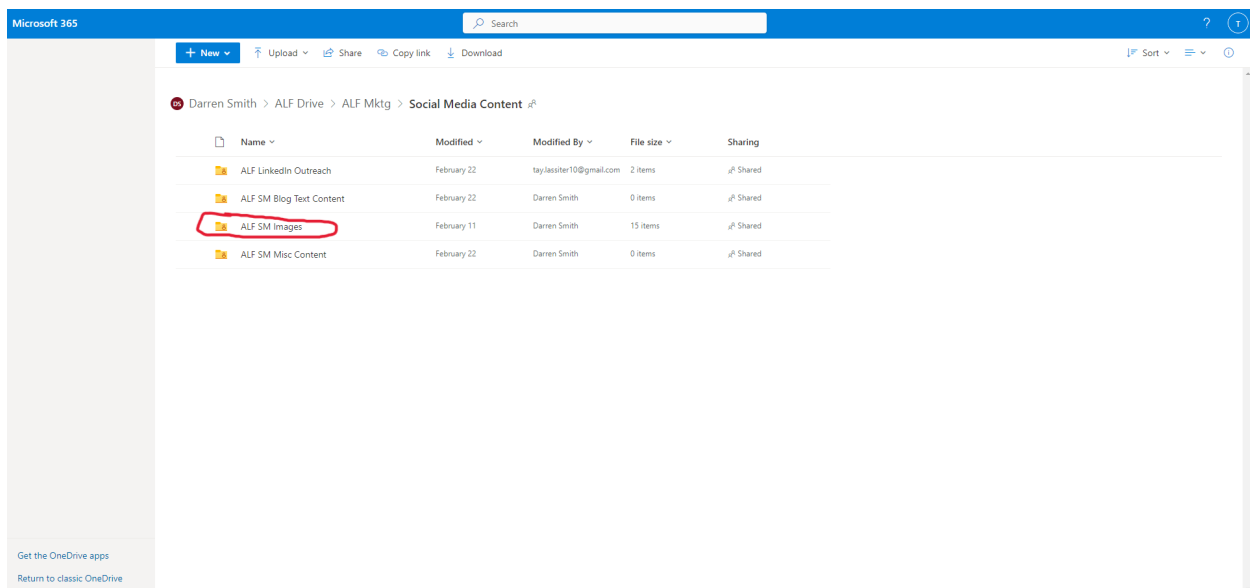 Microsoft 365
Search
?
T
New
Upload
Share
Copy link
Download
Sort
DS Darren Smith > ALF Drive > ALF Mktg > Social Media Content
Name Modified Modified By File size Sharing
ALF LinkedIn Outreach February 22 tay.lassiter10@gmail.com 2 items Shared
ALF SM Blog Text Content February 22 Darren Smith 0 items Shared
ALF SM Images February 11 Darren Smith 15 items Shared
ALF SM Misc Content February 22 Darren Smith 0 items Shared
Get the OneDrive apps
Return to classic OneDrive